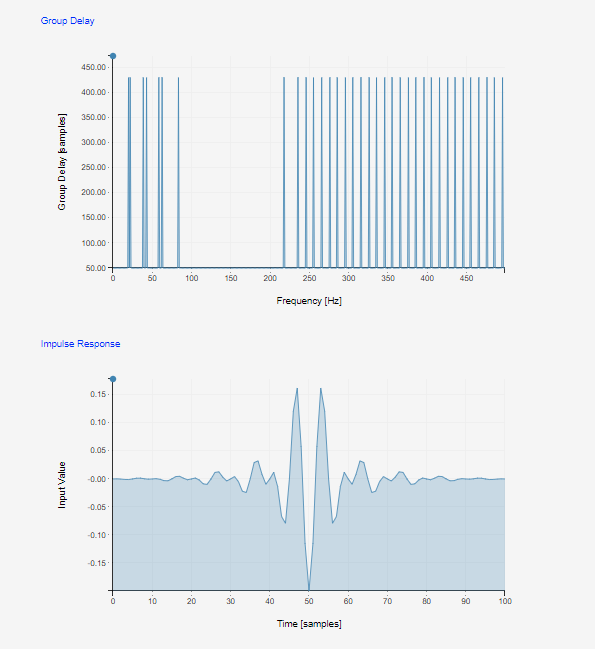 Group Delay
450.00
400.00
350.00
300.00
250.00
200.00
150.00
100.00
50.00
Group Delay [samples]
0 50 100 150 200 250 300 350 400 450
Frequency [Hz]
Impulse Response
0.15
0.10
0.05
-0.00
-0.05
-0.10
-0.15
Input Value
0 10 20 30 40 50 60 70 80 90 100
Time [samples]